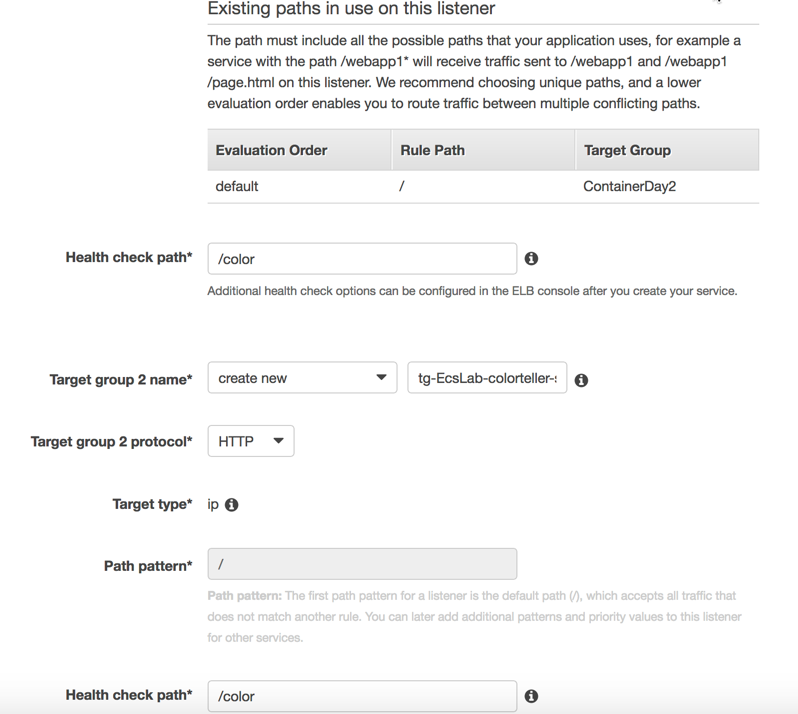 Existing paths in use on this listener
The path must include all the possible paths that your application uses, for example a
service with the path /webapp1* will receive traffic sent to /webapp1 and /webapp1
/page.html on this listener. We recommend choosing unique paths, and a lower
evaluation order enables you to route traffic between multiple conflicting paths.
Evaluation Order Rule Path Target Group
default / ContainerDay2
Health check path* /color
Additional health check options can be configured in the ELB console after you create your service.
Target group 2 name* create new tg-EcsLab-colorteller-
Target group 2 protocol* HTTP
Target type* ip
Path pattern* /
Path pattern: The first path pattern for a listener is the default path (/), which accepts all traffic that
does not match another rule. You can later add additional patterns and priority values to this listener
for other services.
Health check path* /color